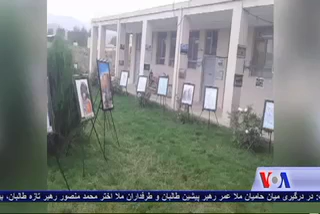 VOA
: در درگیری میان حامیان ملا عمر رهبر پیشین طالبان و طرفداران ملا اختر محمد منصور رهبر تازه طالبان،